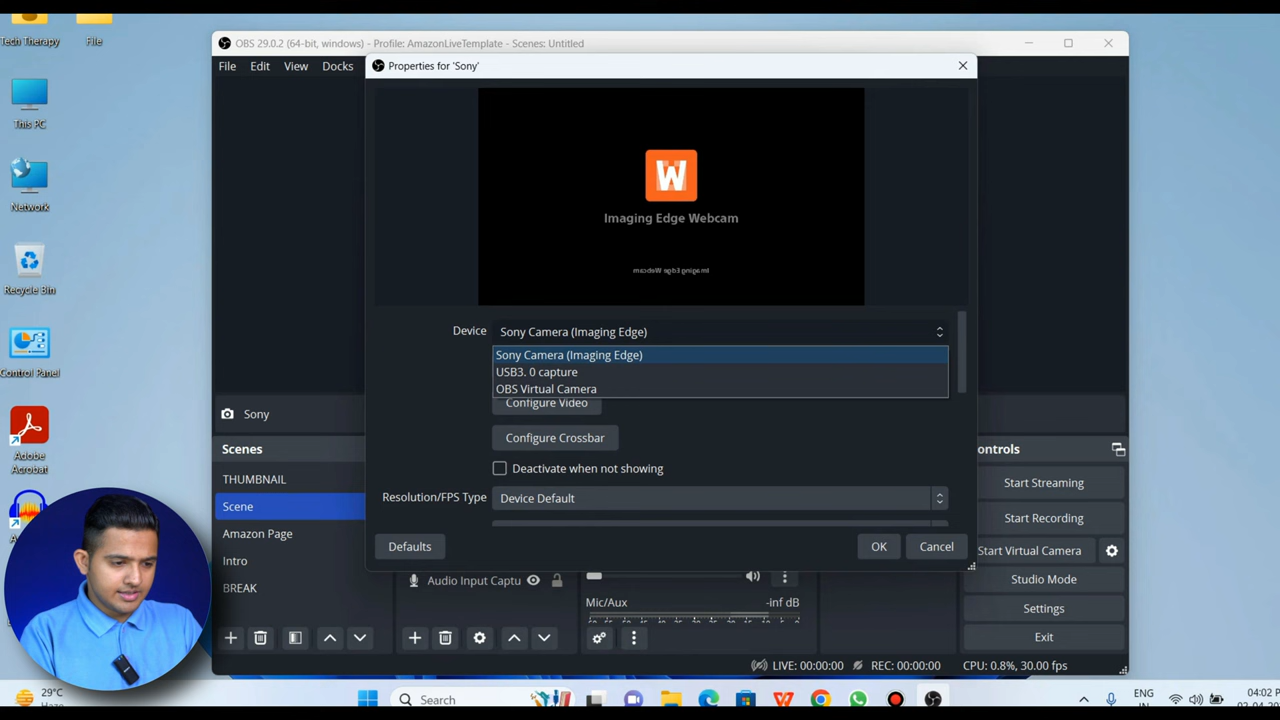 Tech Therapy
File
OBS 29.0.2 (64-bit, windows) - Profile: AmazonLiveTemplate - Scenes: Untitled
File Edit View Docks
Properties for 'Sony'
This PC
Network
Recycle Bin
Control Panel
Adobe
Acrobat
W
Imaging Edge Webcam
Imaging Edge Webcam
Device Sony Camera (Imaging Edge)
Sony Camera (Imaging Edge)
USB3. 0 capture
OBS Virtual Camera
Configure Video
Configure Crossbar
Deactivate when not showing
Resolution/FPS Type Device Default
Defaults OK Cancel
Sony
Scenes
THUMBNAIL
Scene
Amazon Page
Intro
BREAK
Audio Input Captu
Mic/Aux -inf dB
ontrols
Start Streaming
Start Recording
Start Virtual Camera
Studio Mode
Settings
Exit
LIVE: 00:00:00 REC: 00:00:00 CPU: 0.8%, 30.00 fps
29°C
Haze
Search
ENG
IN
04:02 P